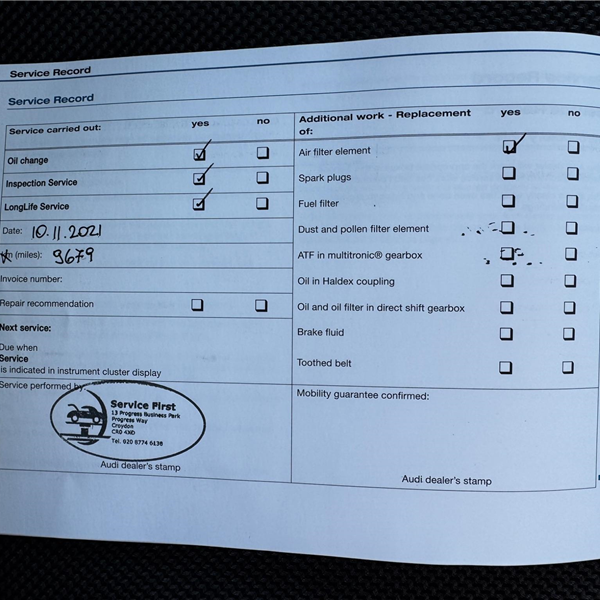 Service Record
Service Record
Service carried out: yes no
Oil change
Inspection Service
LongLife Service
Date: 10.11.2021
(miles): 9679
Invoice number:
Repair recommendation
Next service:
Due when
Service
is indicated in instrument cluster display
Service performed by
Service First
13 Progress Business Park
Progress Way
Croydon
CR0 4XD
Tel. 020 8774 6136
Audi dealer's stamp
Additional work - Replacement yes no
of:
Air filter element
Spark plugs
Fuel filter
Dust and pollen filter element
ATF in multitronic® gearbox
Oil in Haldex coupling
Oil and oil filter in direct shift gearbox
Brake fluid
Toothed belt
Mobility guarantee confirmed:
Audi dealer's stamp